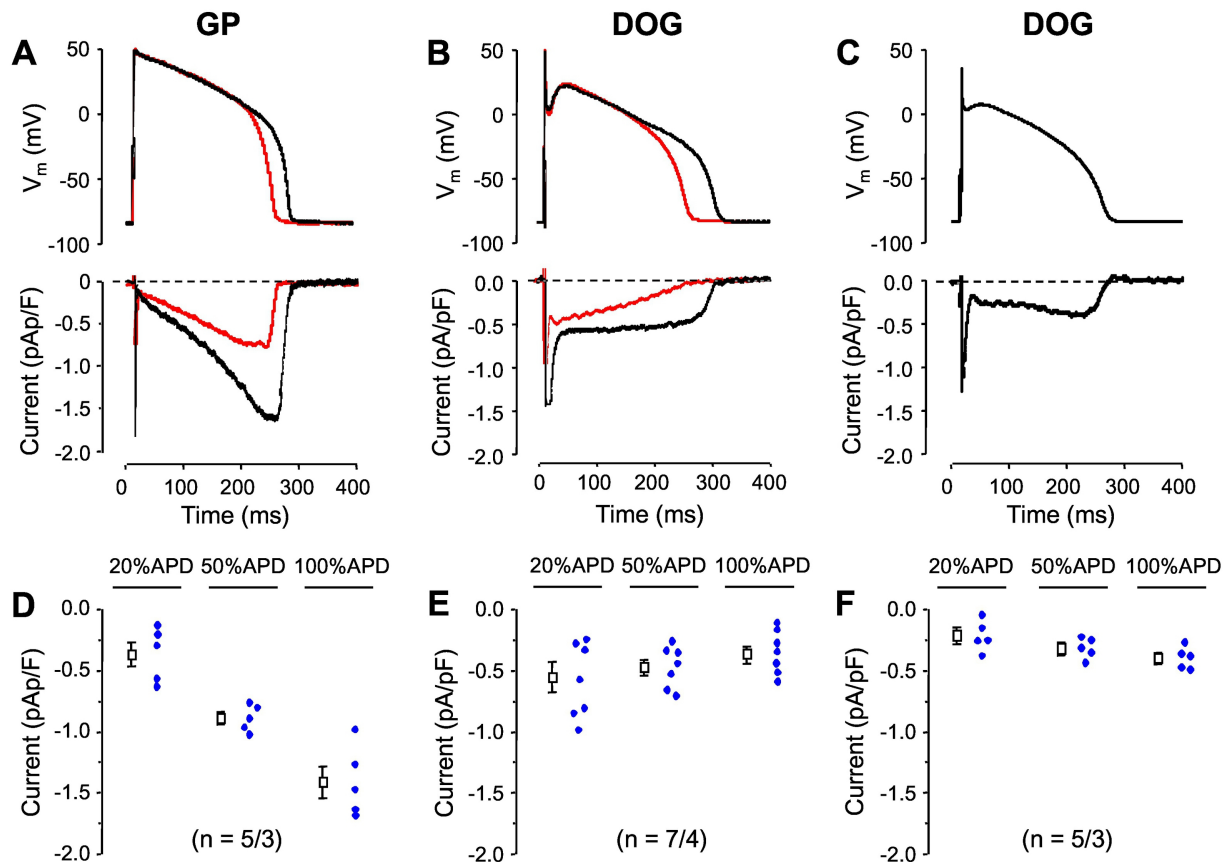 GP
DOG
DOG
A
B
C
50
0
-50
-100
Vm (mV)
50
0
-50
-100
Vm (mV)
50
0
-50
-100
Vm (mV)
0
-0.5
-1.0
-1.5
-2.0
Current (pAp/F)
0.0
-0.5
-1.0
-1.5
-2.0
Current (pA/pF)
0.0
-0.5
-1.0
-1.5
-2.0
Current (pA/pF)
0 100 200 300 400
Time (ms)
0 100 200 300 400
Time (ms)
0 100 200 300 400
Time (ms)
20%APD 50%APD 100%APD
20%APD 50%APD 100%APD
20%APD 50%APD 100%APD
D
E
F
0.0
-0.5
-1.0
-1.5
-2.0
Current (pAp/F)
(n = 5/3)
0.0
-0.5
-1.0
-1.5
-2.0
Current (pA/pF)
(n = 7/4)
0.0
-0.5
-1.0
-1.5
-2.0
Current (pA/pF)
(n = 5/3)